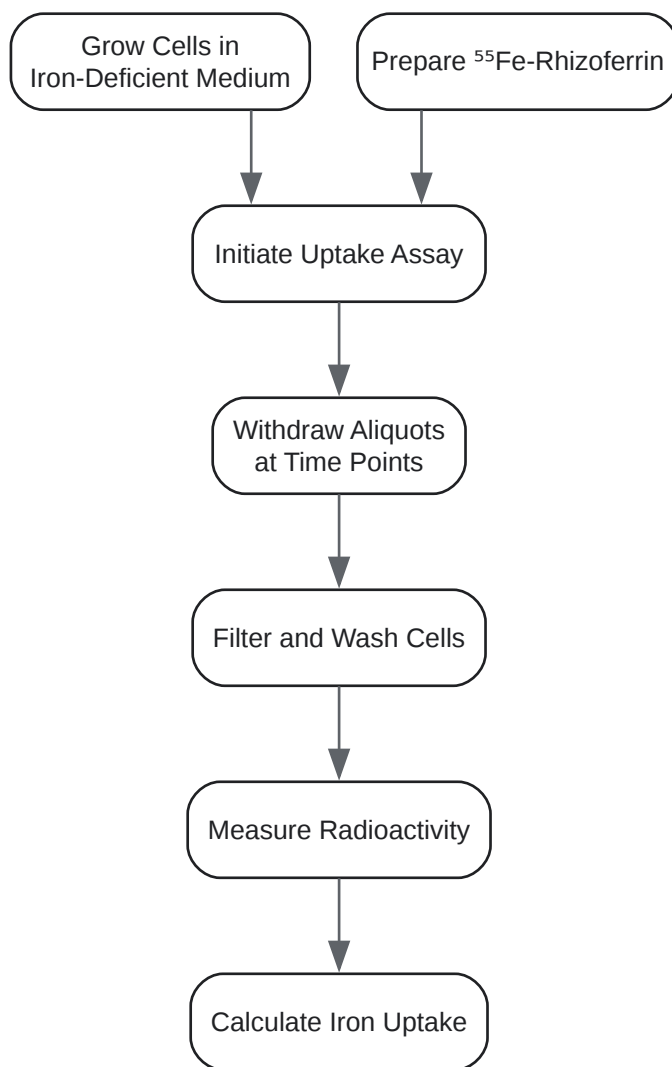 Grow Cells in
Iron-Deficient Medium
Prepare ⁵⁵Fe-Rhizoferrin
Initiate Uptake Assay
Withdraw Aliquots
at Time Points
Filter and Wash Cells
Measure Radioactivity
Calculate Iron Uptake